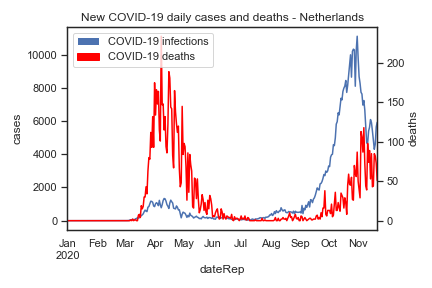 New COVID-19 daily cases and deaths - Netherlands
COVID-19 infections
COVID-19 deaths
10000
8000
6000
4000
2000
0
cases
200
150
100
50
0
deaths
Jan Feb Mar Apr May Jun Jul Aug Sep Oct Nov
2020
dateRep